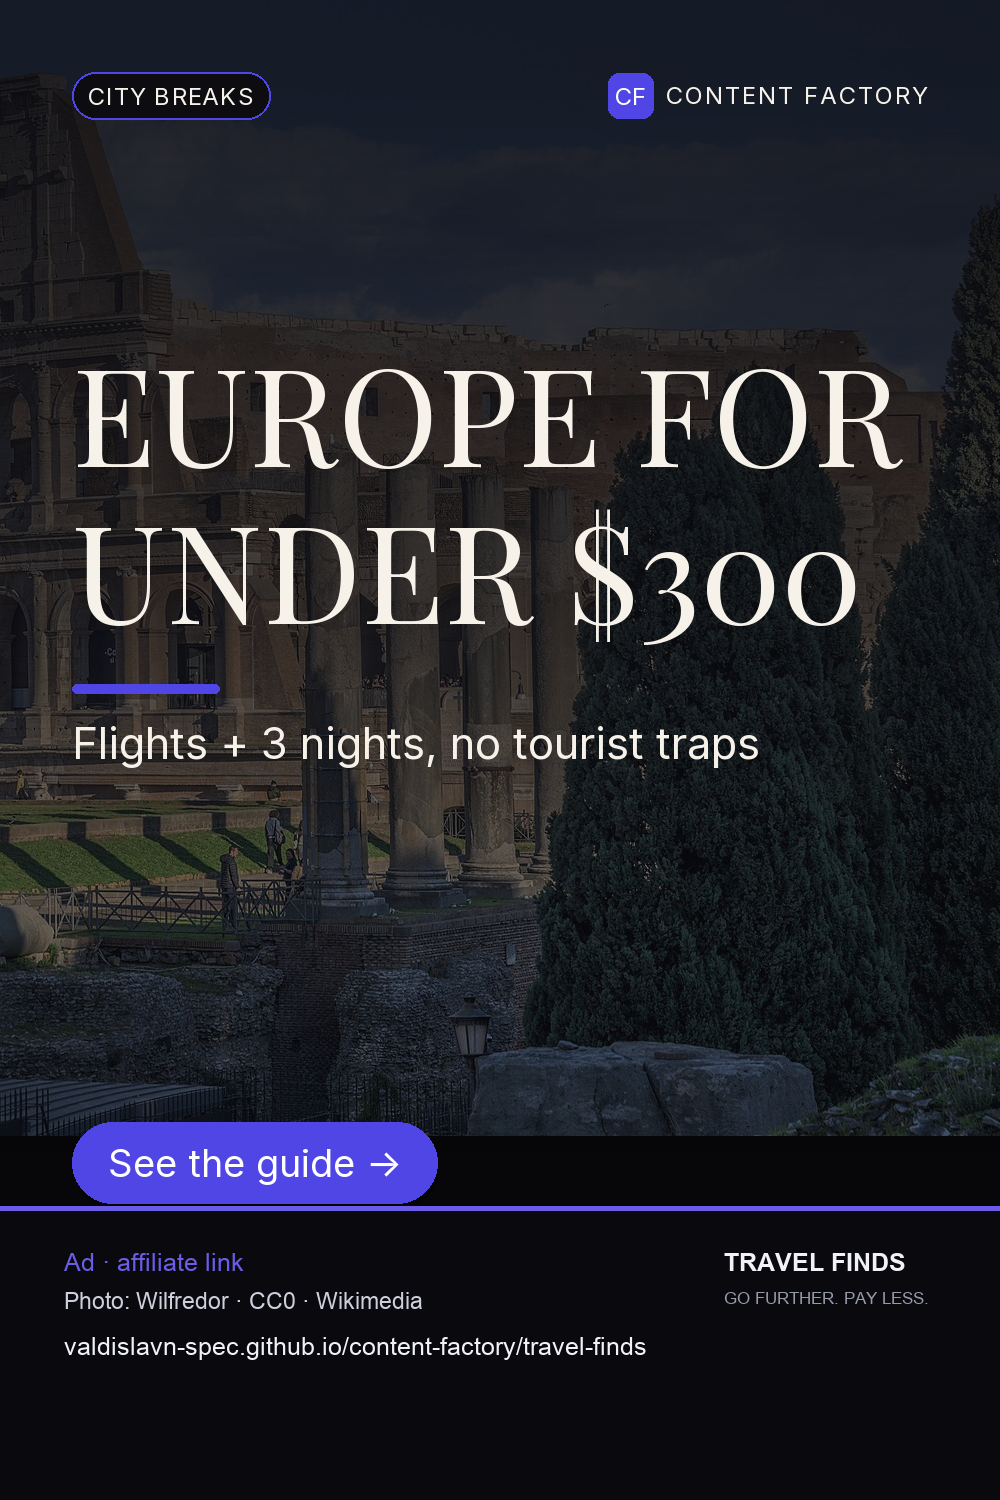 CITY BREAKS
CF CONTENT FACTORY
EUROPE FOR
UNDER $300
Flights + 3 nights, no tourist traps
See the guide →
Ad · affiliate link
Photo: Wilfredor · CC0 · Wikimedia
valdislavn-spec.github.io/content-factory/travel-finds
TRAVEL FINDS
GO FURTHER. PAY LESS.